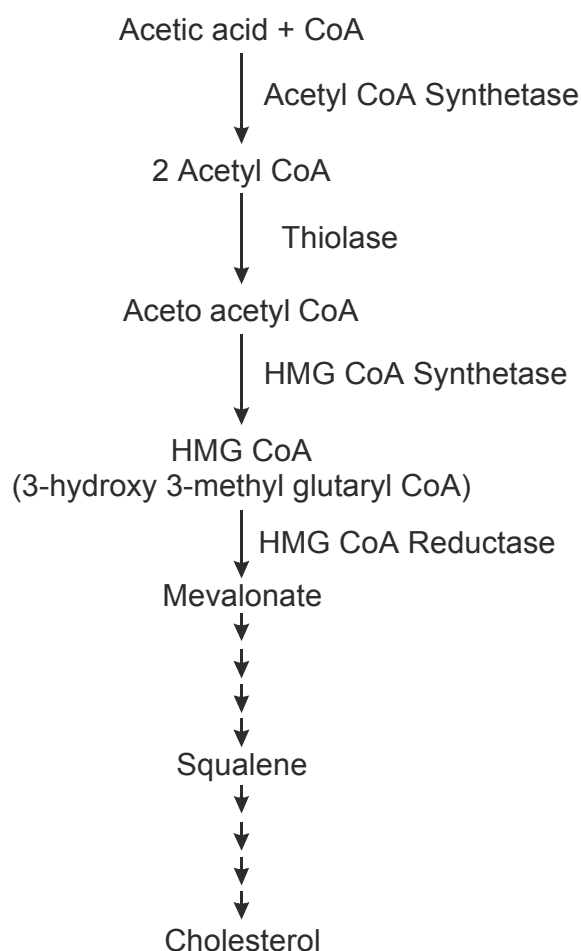 Acetic acid + CoA
Acetyl CoA Synthetase
2 Acetyl CoA
Thiolase
Aceto acetyl CoA
HMG CoA Synthetase
HMG CoA
(3-hydroxy 3-methyl glutaryl CoA)
HMG CoA Reductase
Mevalonate
Squalene
Cholesterol